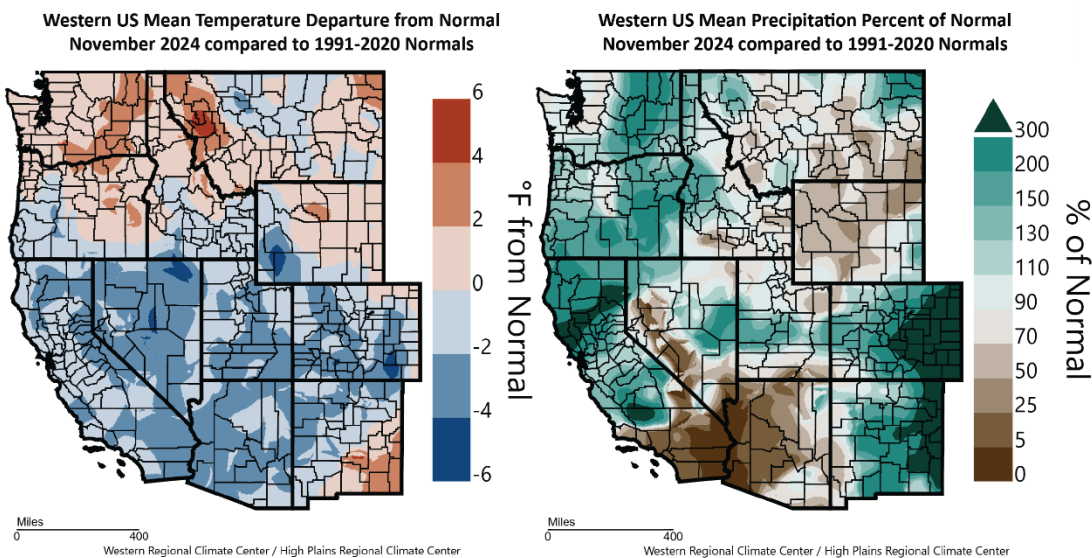 Western US Mean Temperature Departure from Normal
November 2024 compared to 1991-2020 Normals
6
4
2
0
-2
-4
-6
°F from Normal
Miles
0 400
Western Regional Climate Center / High Plains Regional Climate Center
Western US Mean Precipitation Percent of Normal
November 2024 compared to 1991-2020 Normals
300
200
150
130
110
90
70
50
25
5
0
% of Normal
Miles
0 400
Western Regional Climate Center / High Plains Regional Climate Center